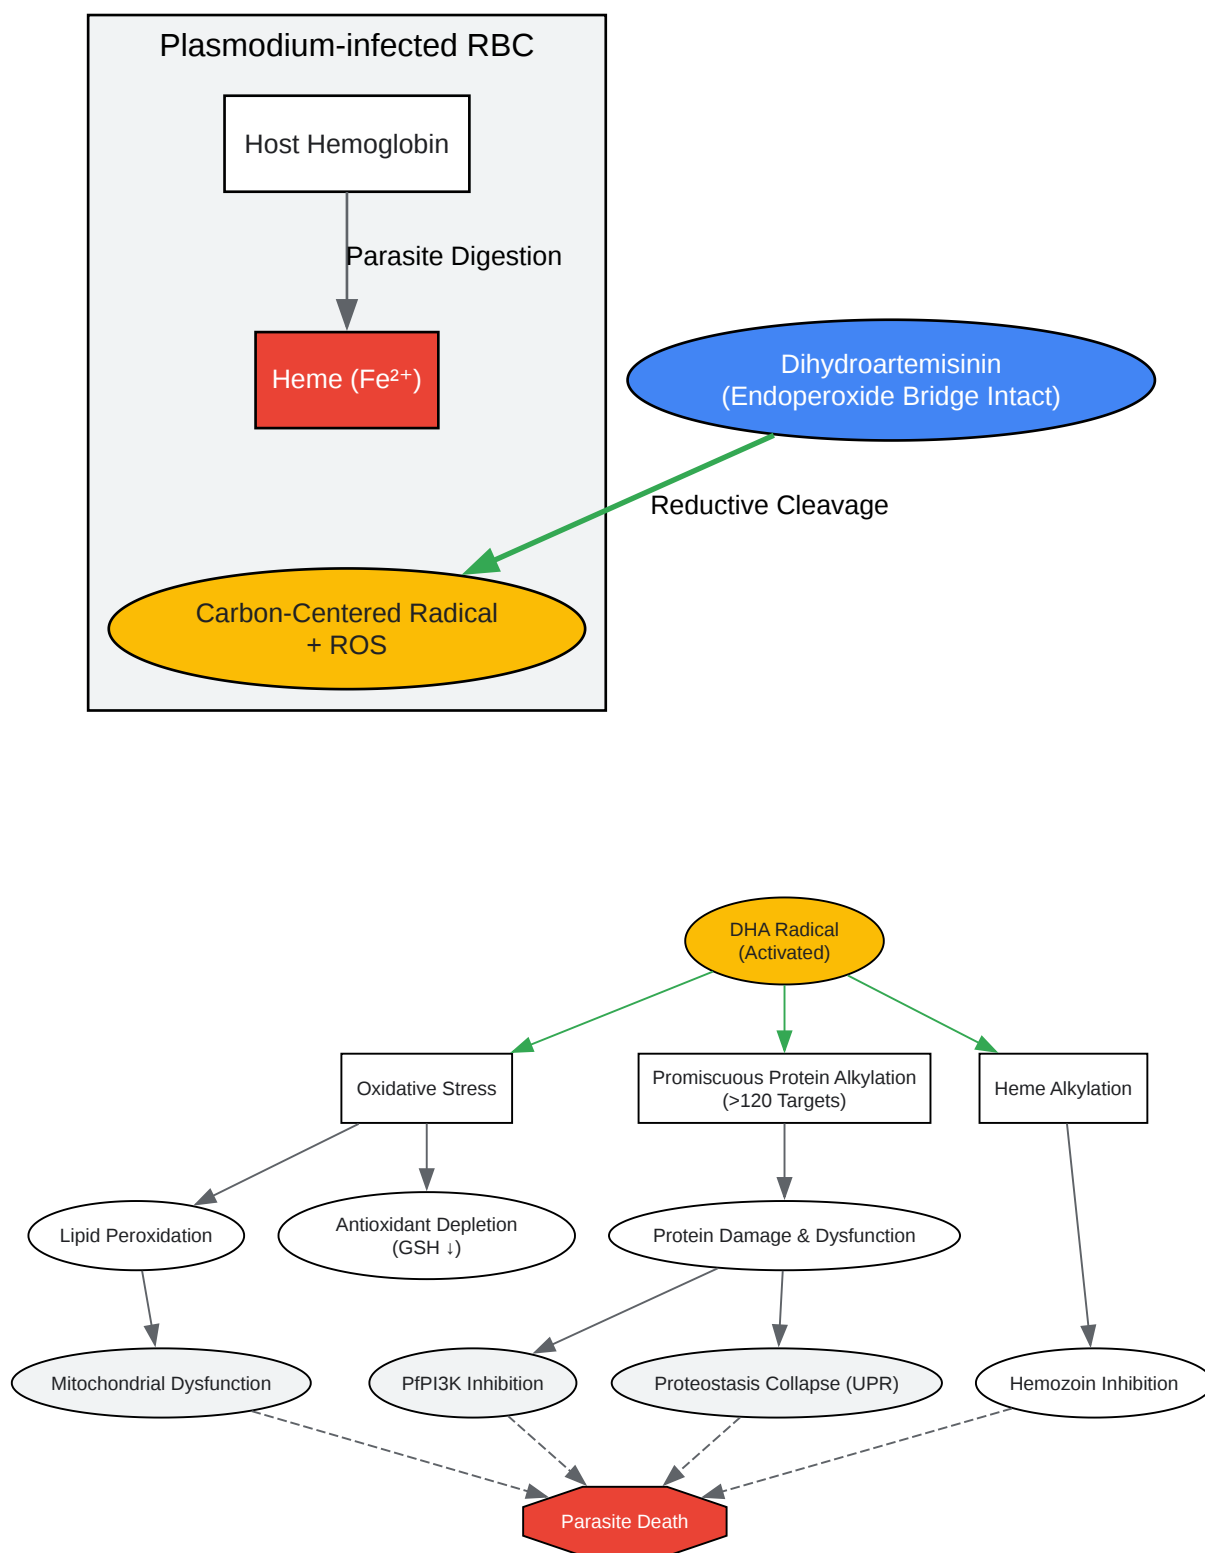 Plasmodium-infected RBC
Host Hemoglobin
Parasite Digestion
Heme (Fe²⁺)
Dihydroartemisinin
(Endoperoxide Bridge Intact)
Reductive Cleavage
Carbon-Centered Radical
+ ROS
DHA Radical
(Activated)
Oxidative Stress
Promiscuous Protein Alkylation
(>120 Targets)
Heme Alkylation
Lipid Peroxidation
Antioxidant Depletion
(GSH ↓)
Protein Damage & Dysfunction
Mitochondrial Dysfunction
PfPI3K Inhibition
Proteostasis Collapse (UPR)
Hemozoin Inhibition
Parasite Death